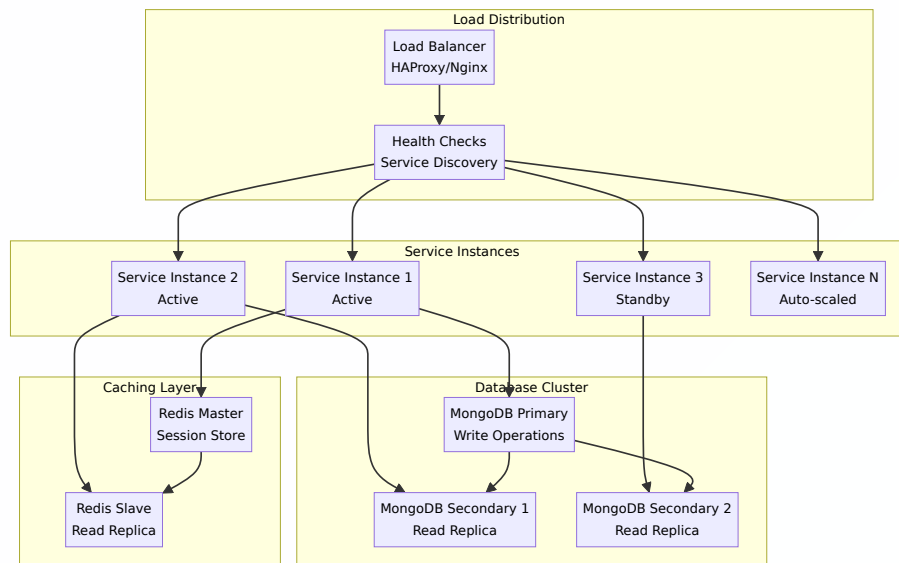 Load Distribution
Load Balancer
HAProxy/Nginx
Health Checks
Service Discovery
Service Instances
Service Instance 2
Active
Service Instance 1
Active
Service Instance 3
Standby
Service Instance N
Auto-scaled
Caching Layer
Redis Master
Session Store
Redis Slave
Read Replica
Database Cluster
MongoDB Primary
Write Operations
MongoDB Secondary 1
Read Replica
MongoDB Secondary 2
Read Replica